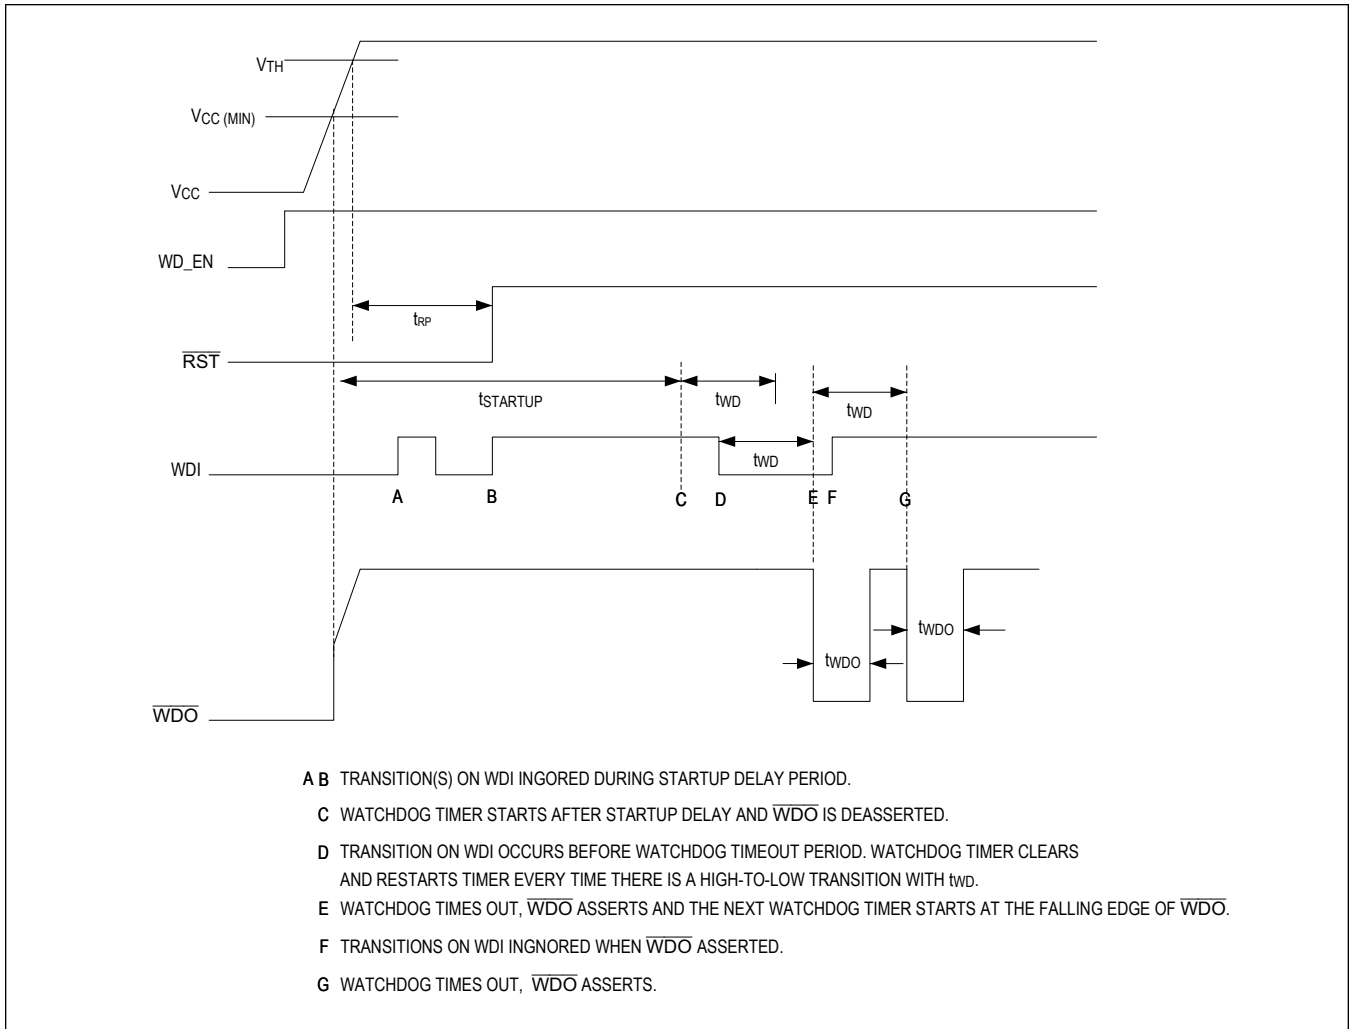 VTH
VCC (MIN)
VCC
WD_EN
tRP
RST
tSTARTUP
tWD
tWD
WDI
tWD
A B C D E F G
tWDO
tWDO
WDO
A B TRANSITION(S) ON WDI INGORED DURING STARTUP DELAY PERIOD.
C WATCHDOG TIMER STARTS AFTER STARTUP DELAY AND WDO IS DEASSERTED.
D TRANSITION ON WDI OCCURS BEFORE WATCHDOG TIMEOUT PERIOD. WATCHDOG TIMER CLEARS
AND RESTARTS TIMER EVERY TIME THERE IS A HIGH-TO-LOW TRANSITION WITH tWD.
E WATCHDOG TIMES OUT, WDO ASSERTS AND THE NEXT WATCHDOG TIMER STARTS AT THE FALLING EDGE OF WDO.
F TRANSITIONS ON WDI INGNORED WHEN WDO ASSERTED.
G WATCHDOG TIMES OUT, WDO ASSERTS.